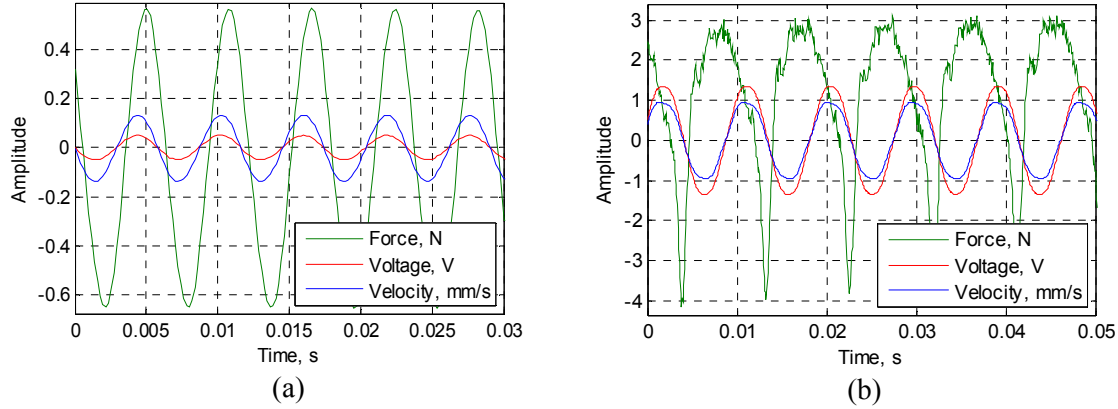 0.4
0.2
0
-0.2
-0.4
-0.6
Amplitude
0
0.005
0.01
0.015
0.02
0.025
0.03
Time, s
Force, N
Voltage, V
Velocity, mm/s
(a)
3
2
1
0
-1
-2
-3
-4
Amplitude
0
0.01
0.02
0.03
0.04
0.05
Time, s
Force, N
Voltage, V
Velocity, mm/s
(b)